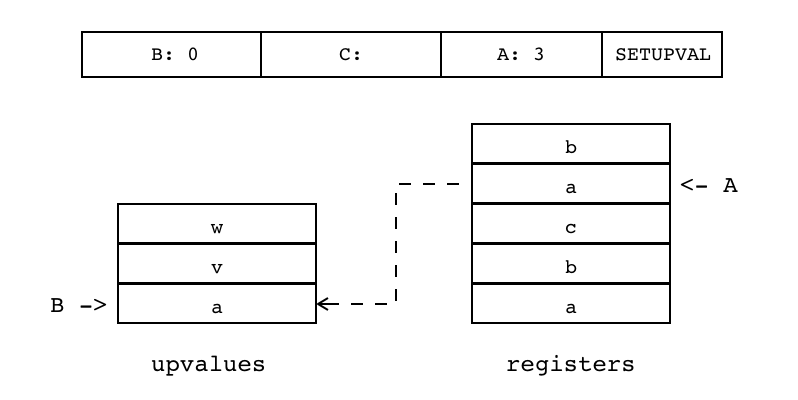 B: 0 C: A: 3 SETUPVAL
b
a <- A
w c
v b
B -> a a
upvalues registers